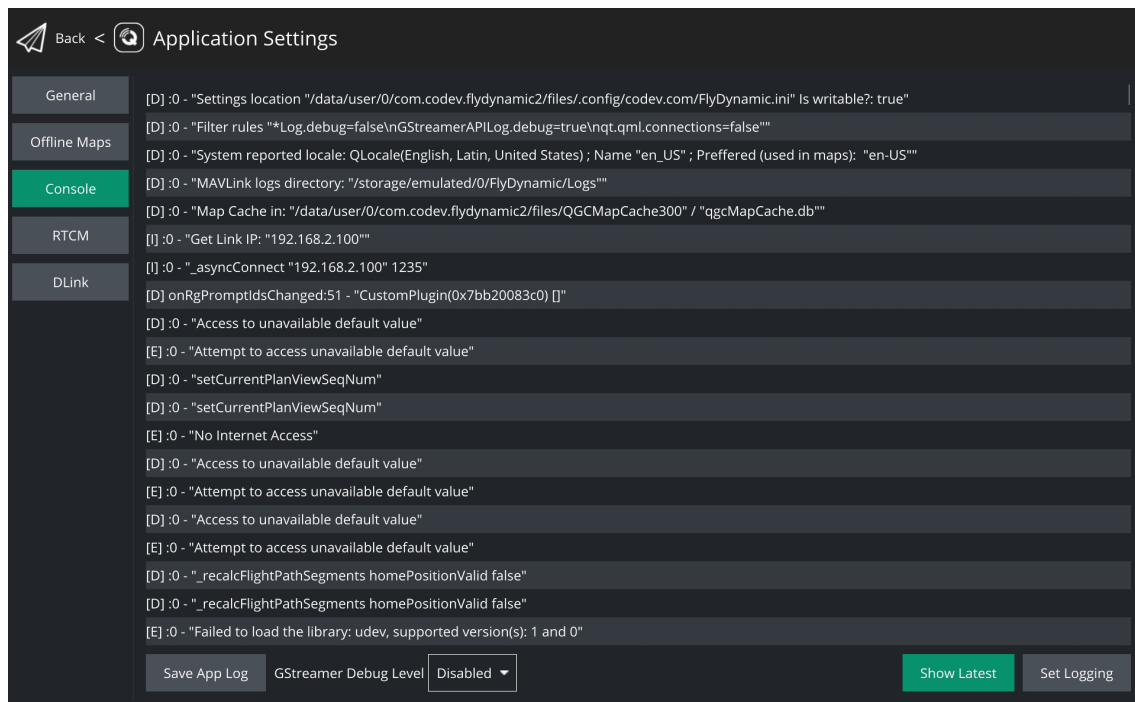 Back < Application Settings
General
Offline Maps
Console
RTCM
DLink
[D] :0 - "Settings location "/data/user/0/com.codev.flydynamic2/files/.config/codev.com/FlyDynamic.ini" Is writable?: true"
[D] :0 - "Filter rules "*Log.debug=false\nGStreamerAPILog.debug=true\nqt.qml.connections=false""
[D] :0 - "System reported locale: QLocale(English, Latin, United States) ; Name "en_US" ; Preffered (used in maps):  "en-US""
[D] :0 - "MAVLink logs directory: "/storage/emulated/0/FlyDynamic/Logs""
[D] :0 - "Map Cache in: "/data/user/0/com.codev.flydynamic2/files/QGCMapCache300" / "qgcMapCache.db""
[I] :0 - "Get Link IP: "192.168.2.100""
[I] :0 - "_asyncConnect "192.168.2.100" 1235"
[D] onRgPromptIdsChanged:51 - "CustomPlugin(0x7bb20083c0) []"
[D] :0 - "Access to unavailable default value"
[E] :0 - "Attempt to access unavailable default value"
[D] :0 - "setCurrentPlanViewSeqNum"
[D] :0 - "setCurrentPlanViewSeqNum"
[E] :0 - "No Internet Access"
[D] :0 - "Access to unavailable default value"
[E] :0 - "Attempt to access unavailable default value"
[D] :0 - "Access to unavailable default value"
[E] :0 - "Attempt to access unavailable default value"
[D] :0 - "_recalcFlightPathSegments homePositionValid false"
[D] :0 - "_recalcFlightPathSegments homePositionValid false"
[E] :0 - "Failed to load the library: udev, supported version(s): 1 and 0"
Save App Log GStreamer Debug Level Disabled Show Latest Set Logging